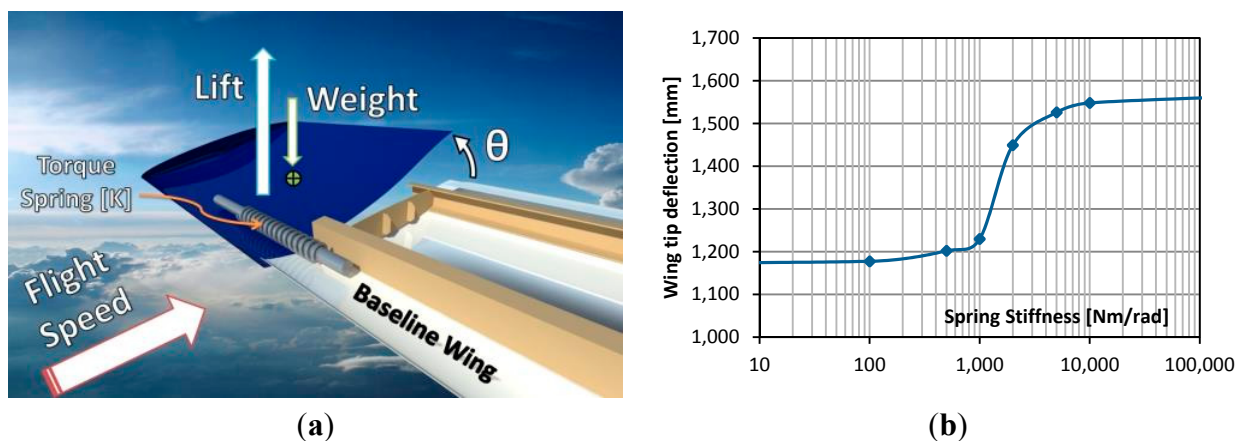 Lift
Weight
θ
Torque
Spring [K]
Flight
Speed
Baseline Wing
(a)
Wing tip deflection [mm]
1,700
1,600
1,500
1,400
1,300
1,200
1,100
1,000
Spring Stiffness [Nm/rad]
10 100 1,000 10,000 100,000
(b)